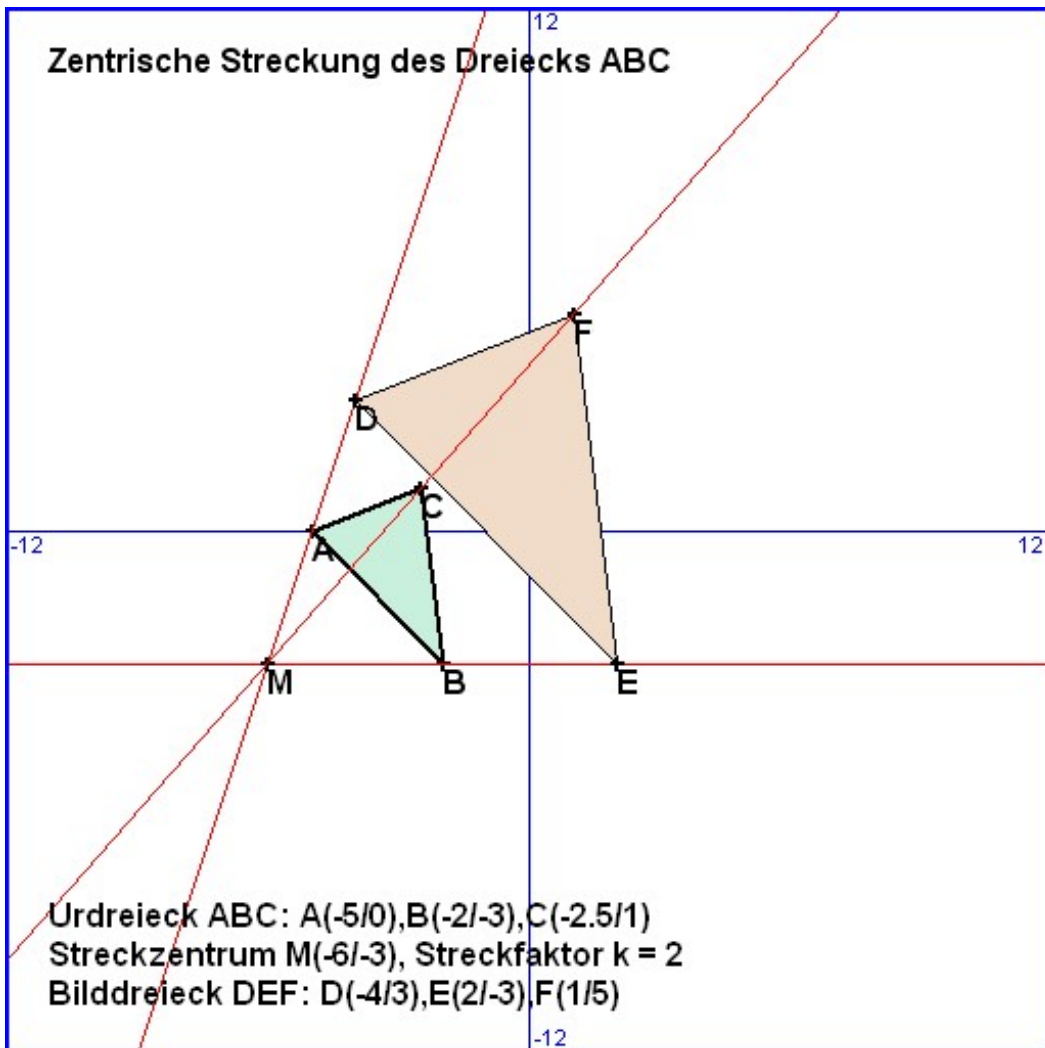 12
Zentrische Streckung des Dreiecks ABC
F
D
C
-12
A
12
M
B
E
Urdreieck ABC: A(-5/0),B(-2/-3),C(-2.5/1)
Streckzentrum M(-6/-3), Streckfaktor k = 2
Bilddreieck DEF: D(-4/3),E(2/-3),F(1/5)
-12